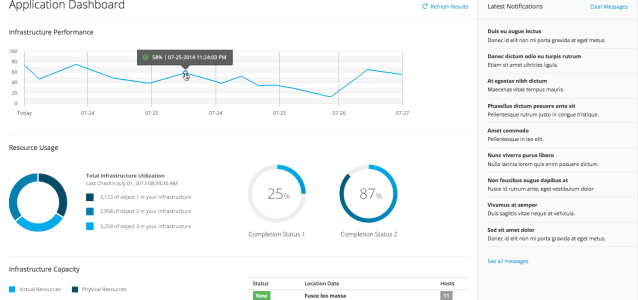 Application Dashboard
Refresh Results
Infrastructure Performance
58% | 07-25-2014 11:24:03 PM
100
80
60
40
20
0
Today
07-24
07-25
07-25
07-26
07-26
07-27
Resource Usage
Total Infrastructure Utilization
Last Checkin July 01, 2013 08:34:36 AM
3,123 of object 1 in your infrastructure
2,958 of object 2 in your infrastructure
3,259 of object 3 in your infrastructure
25%
Completion Status 1
87%
Completion Status 2
Infrastructure Capacity
Virtual Resources
Physical Resources
Status Location Data Hosts
New Fusce leo massa 11
Latest Notifications
Clear Messages
Duis eu augue lectus
Donec id elit non mi porta gravida at eget metus.
Donec dictum odio eu turpis rutrum
Etiam sit amet ultricies ligula.
At egestas nibh dictum
Maecenas vitae tempus mauris.
Phasellus dictum posuere ante sit
Pellentesque rutrum justo in congue tristique.
Amet commodo
Pellentesque in leo elit.
Nunc viverra purus libero
Nulla lacinia lorem quis enim posuere dictum.
Non faucibus augue dapibus at
Fusce id rutrum ante, eget vestibulum dolor
Vivamus at semper
Duis sagittis vitae neque at vehicula.
Sed sit amet dolor
Donec id elit non mi porta gravida at eget metus.
See all messages